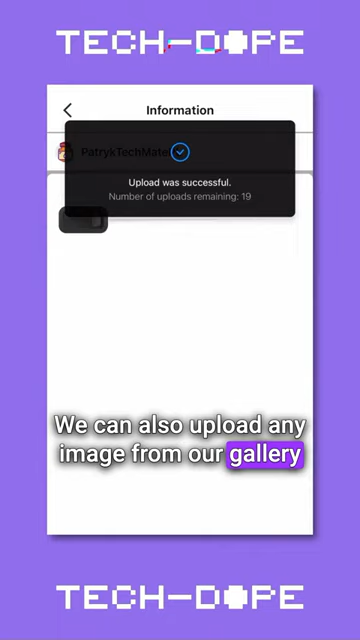 TECH-DOPE
Information
PatrykTechMate
Upload was successful.
Number of uploads remaining: 19
We can also upload any
image from our gallery
TECH-DOPE